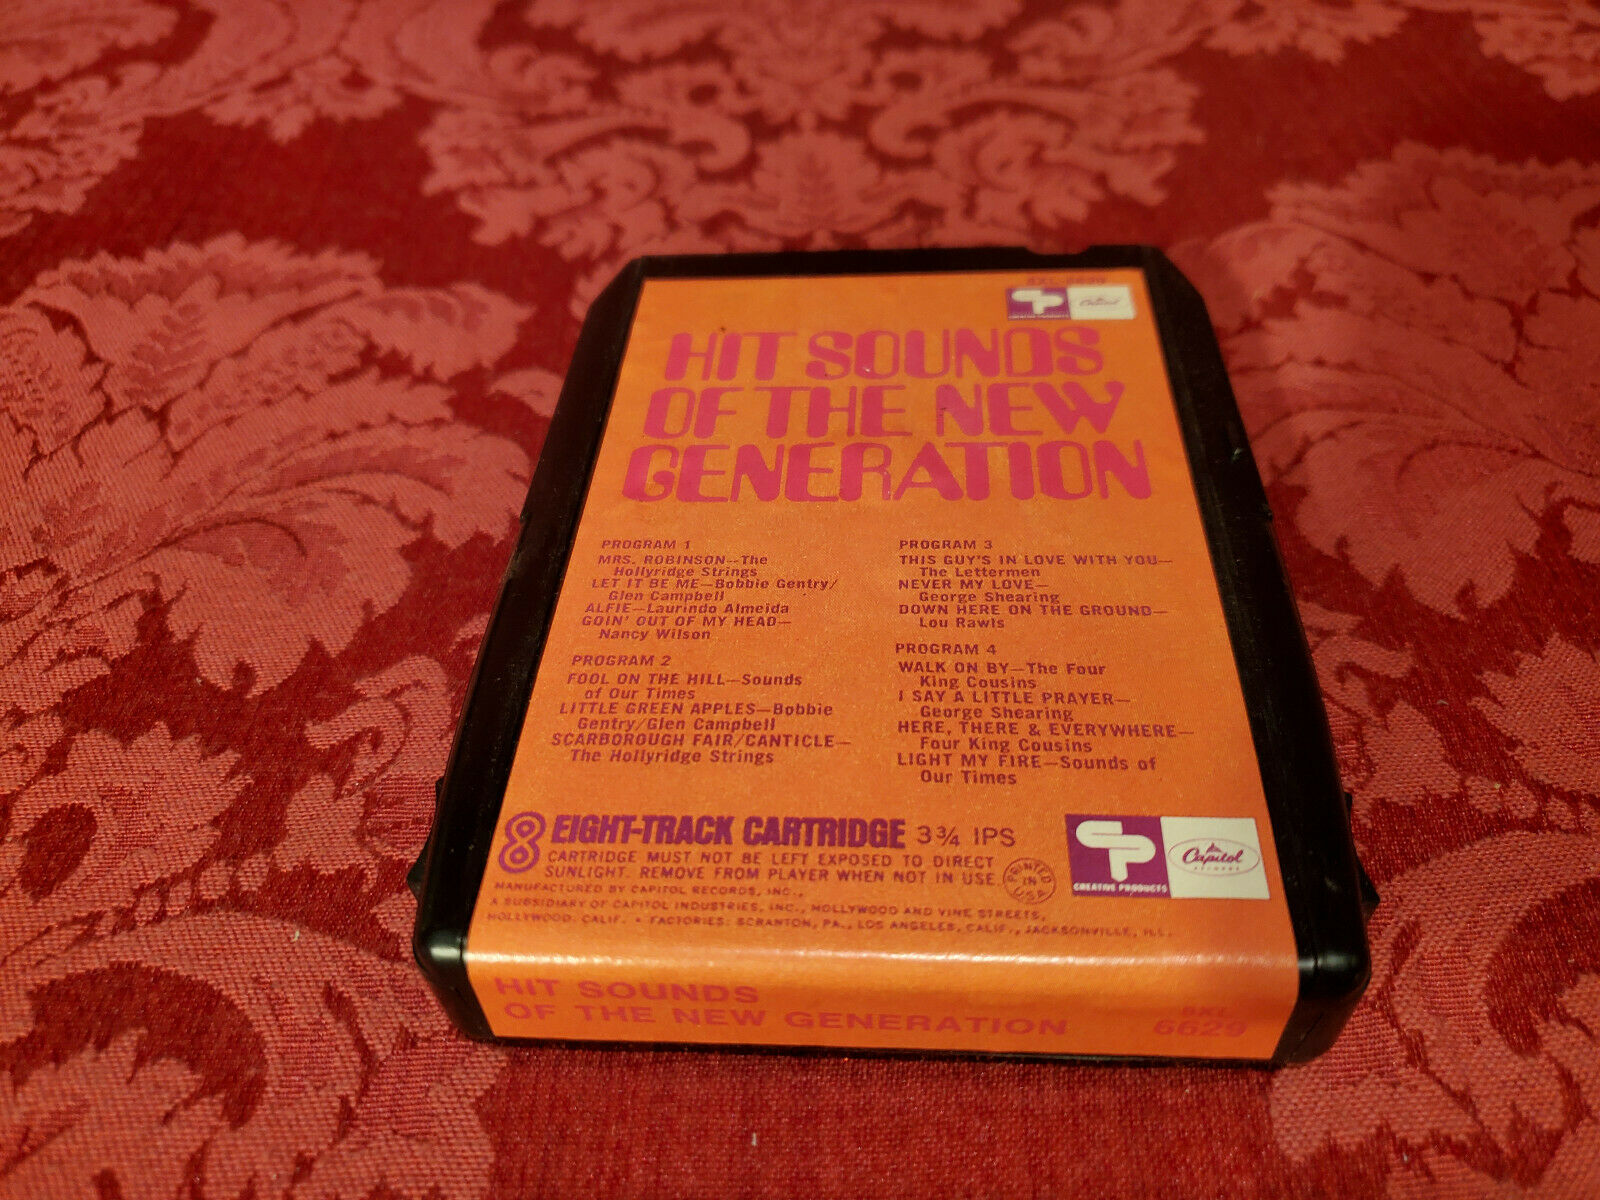 CP
CREATIVE PRODUCTS
Capitol
HIT SOUNDS
OF THE NEW
GENERATION
PROGRAM 1
MRS. ROBINSON—The
Hollyridge Strings
LET IT BE ME—Bobbie Gentry/
Glen Campbell
ALFIE—Laurindo Almeida
GOIN' OUT OF MY HEAD—
Nancy Wilson
PROGRAM 2
FOOL ON THE HILL—Sounds
of Our Times
LITTLE GREEN APPLES—Bobbie
Gentry/Glen Campbell
SCARBOROUGH FAIR/CANTICLE—
The Hollyridge Strings
PROGRAM 3
THIS GUY'S IN LOVE WITH YOU—
The Lettermen
NEVER MY LOVE—
George Shearing
DOWN HERE ON THE GROUND—
Lou Rawls
PROGRAM 4
WALK ON BY—The Four
King Cousins
I SAY A LITTLE PRAYER—
George Shearing
HERE, THERE & EVERYWHERE—
Four King Cousins
LIGHT MY FIRE—Sounds of
Our Times
8 EIGHT-TRACK CARTRIDGE 3¾ IPS
CARTRIDGE MUST NOT BE LEFT EXPOSED TO DIRECT
SUNLIGHT. REMOVE FROM PLAYER WHEN NOT IN USE.
PRINTED IN U.S.A.
MANUFACTURED BY CAPITOL RECORDS, INC.,
A SUBSIDIARY OF CAPITOL INDUSTRIES, INC., HOLLYWOOD AND VINE STREETS,
HOLLYWOOD, CALIF. • FACTORIES: SCRANTON, PA., LOS ANGELES, CALIF., JACKSONVILLE, ILL.
CP
CREATIVE PRODUCTS
Capitol
RECORDS
HIT SOUNDS
OF THE NEW GENERATION
8XL
6629